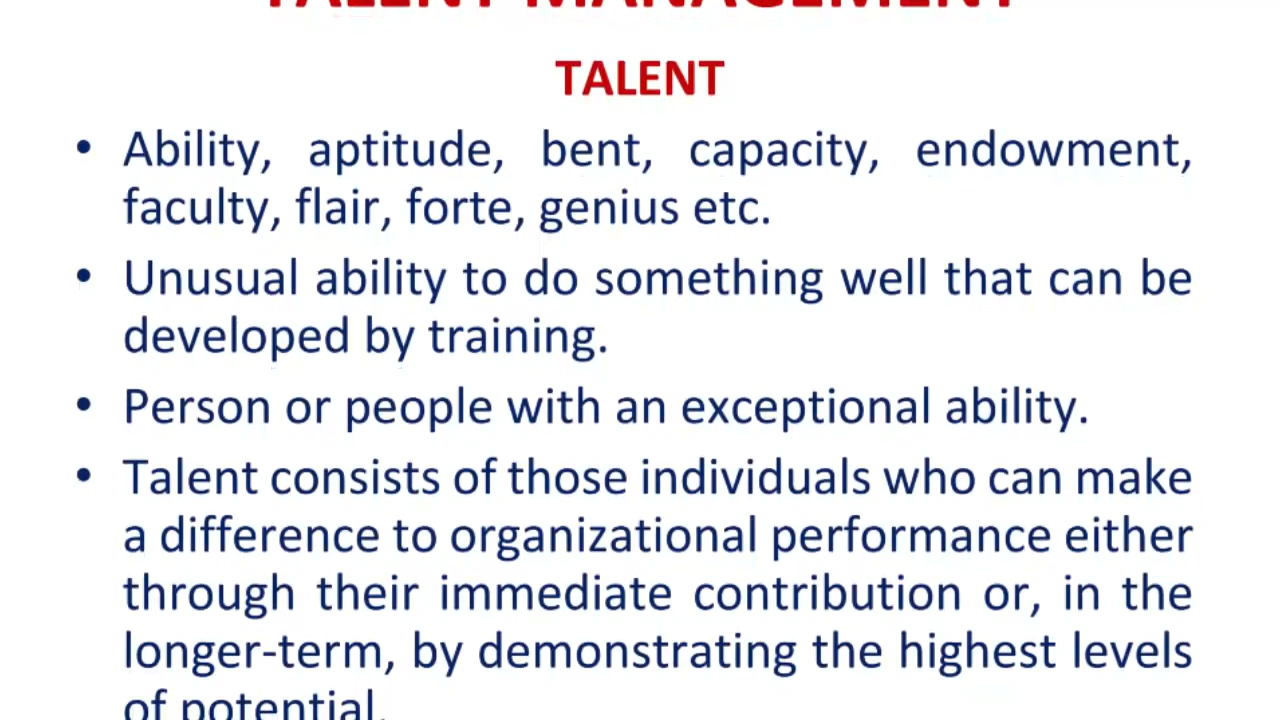 TALENT MANAGEMENT
TALENT
• Ability, aptitude, bent, capacity, endowment,
faculty, flair, forte, genius etc.
• Unusual ability to do something well that can be
developed by training.
• Person or people with an exceptional ability.
• Talent consists of those individuals who can make
a difference to organizational performance either
through their immediate contribution or, in the
longer-term, by demonstrating the highest levels
of potential.